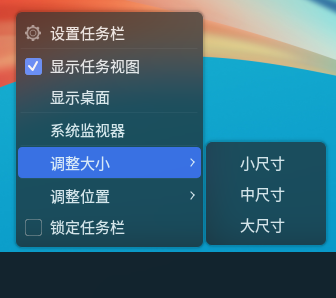 设置任务栏
显示任务视图
显示桌面
系统监视器
调整大小
调整位置
锁定任务栏
小尺寸
中尺寸
大尺寸